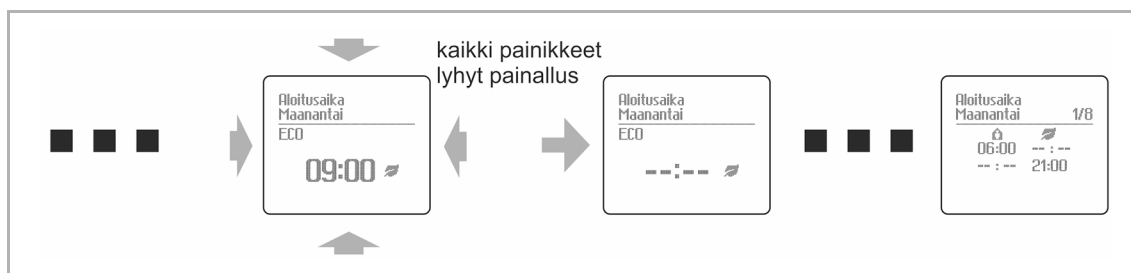 kaikki painikkeet
lyhyt painallus
Aloitusaika
Maanantai
ECO
09:00
Aloitusaika
Maanantai
ECO
--:--
Aloitusaika
Maanantai 1/8
06:00 -- : --
-- : -- 21:00